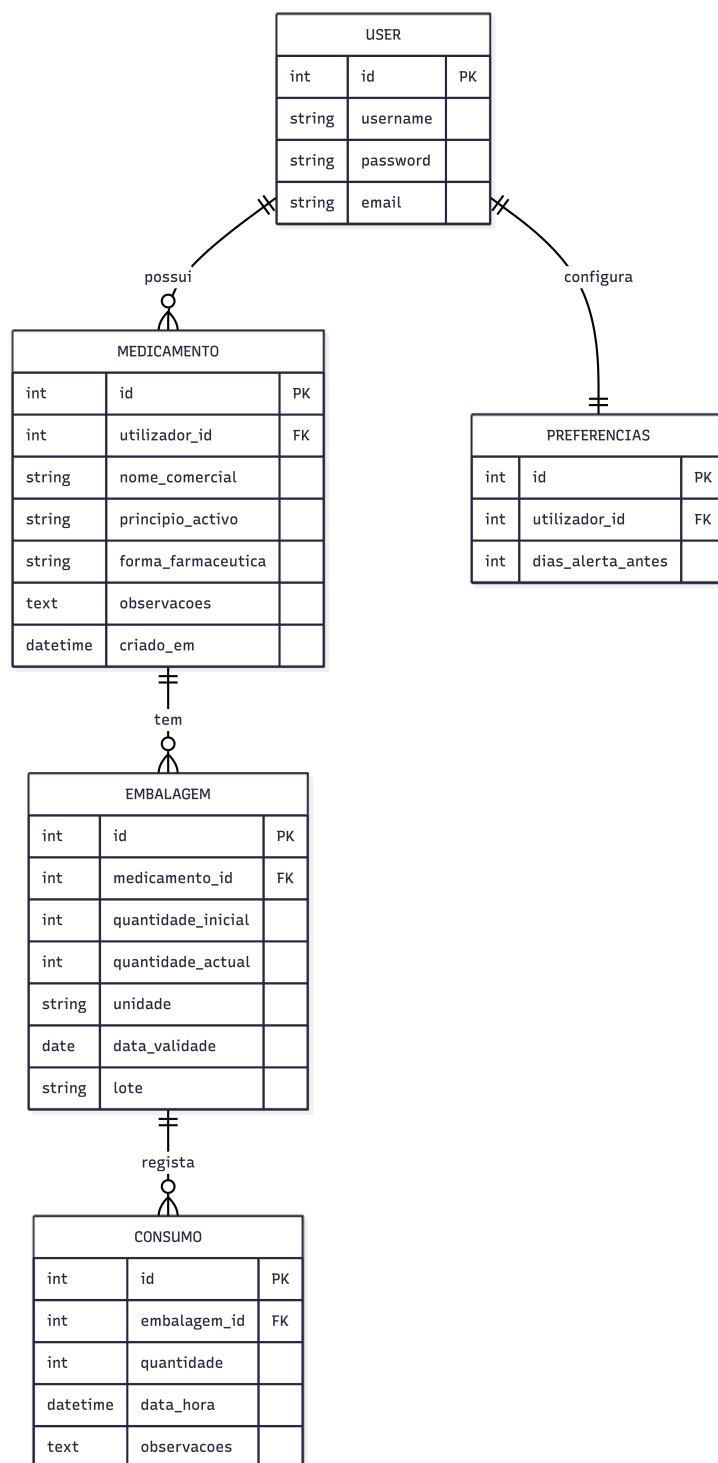 USER
int id PK
string username
string password
string email
possui
configura
MEDICAMENTO
int id PK
int utilizador_id FK
string nome_comercial
string principio_activo
string forma_farmaceutica
text observacoes
datetime criado_em
PREFERENCIAS
int id PK
int utilizador_id FK
int dias_alerta_antes
tem
EMBALAGEM
int id PK
int medicamento_id FK
int quantidade_inicial
int quantidade_actual
string unidade
date data_validade
string lote
regista
CONSUMO
int id PK
int embalagem_id FK
int quantidade
datetime data_hora
text observacoes